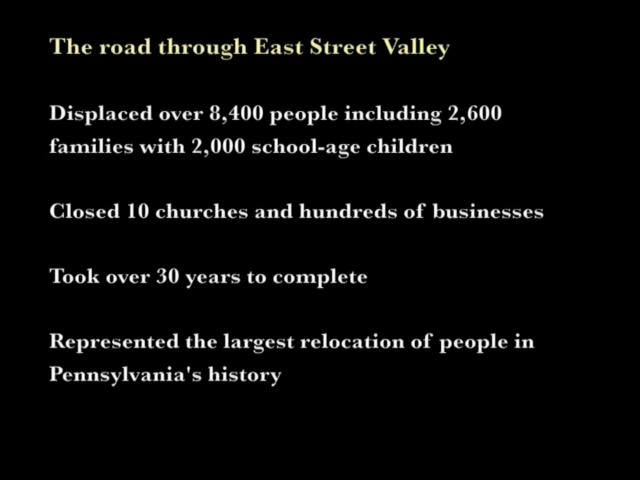 The road through East Street Valley
Displaced over 8,400 people including 2,600
families with 2,000 school-age children
Closed 10 churches and hundreds of businesses
Took over 30 years to complete
Represented the largest relocation of people in
Pennsylvania's history